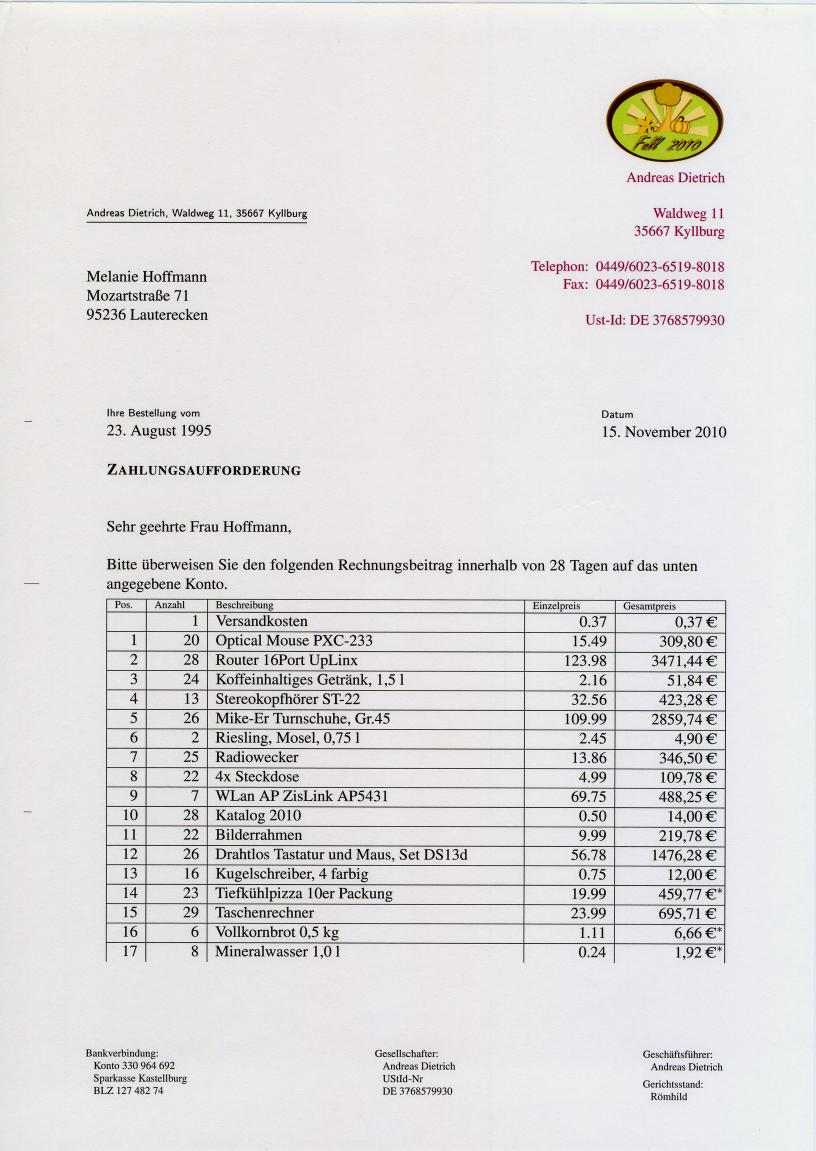 Fall 2010
Andreas Dietrich
Andreas Dietrich, Waldweg 11, 35667 Kyllburg
Waldweg 11
35667 Kyllburg
Telephon: 0449/6023-6519-8018
Fax: 0449/6023-6519-8018
Ust-Id: DE 3768579930
Melanie Hoffmann
Mozartstraße 71
95236 Lauterecken
Ihre Bestellung vom
23. August 1995
Datum
15. November 2010
ZAHLUNGSAUFFORDERUNG
Sehr geehrte Frau Hoffmann,
Bitte überweisen Sie den folgenden Rechnungsbeitrag innerhalb von 28 Tagen auf das unten
angegebene Konto.
Pos. Anzahl Beschreibung Einzelpreis Gesamtpreis
1 Versandkosten 0.37 0,37 €
1 20 Optical Mouse PXC-233 15.49 309,80 €
2 28 Router 16Port UpLinx 123.98 3471,44 €
3 24 Koffeinhaltiges Getränk, 1,5 l 2.16 51,84 €
4 13 Stereokopfhörer ST-22 32.56 423,28 €
5 26 Mike-Er Turnschuhe, Gr.45 109.99 2859,74 €
6 2 Riesling, Mosel, 0,75 l 2.45 4,90 €
7 25 Radiowecker 13.86 346,50 €
8 22 4x Steckdose 4.99 109,78 €
9 7 WLan AP ZisLink AP5431 69.75 488,25 €
10 28 Katalog 2010 0.50 14,00 €
11 22 Bilderrahmen 9.99 219,78 €
12 26 Drahtlos Tastatur und Maus, Set DS13d 56.78 1476,28 €
13 16 Kugelschreiber, 4 farbig 0.75 12,00 €
14 23 Tiefkühlpizza 10er Packung 19.99 459,77 €*
15 29 Taschenrechner 23.99 695,71 €
16 6 Vollkornbrot 0,5 kg 1.11 6,66 €*
17 8 Mineralwasser 1,0 l 0.24 1,92 €*
Bankverbindung:
Konto 330 964 692
Sparkasse Kastellburg
BLZ 127 482 74
Gesellschafter:
Andreas Dietrich
UStId-Nr
DE 3768579930
Geschäftsführer:
Andreas Dietrich
Gerichtsstand:
Römhild